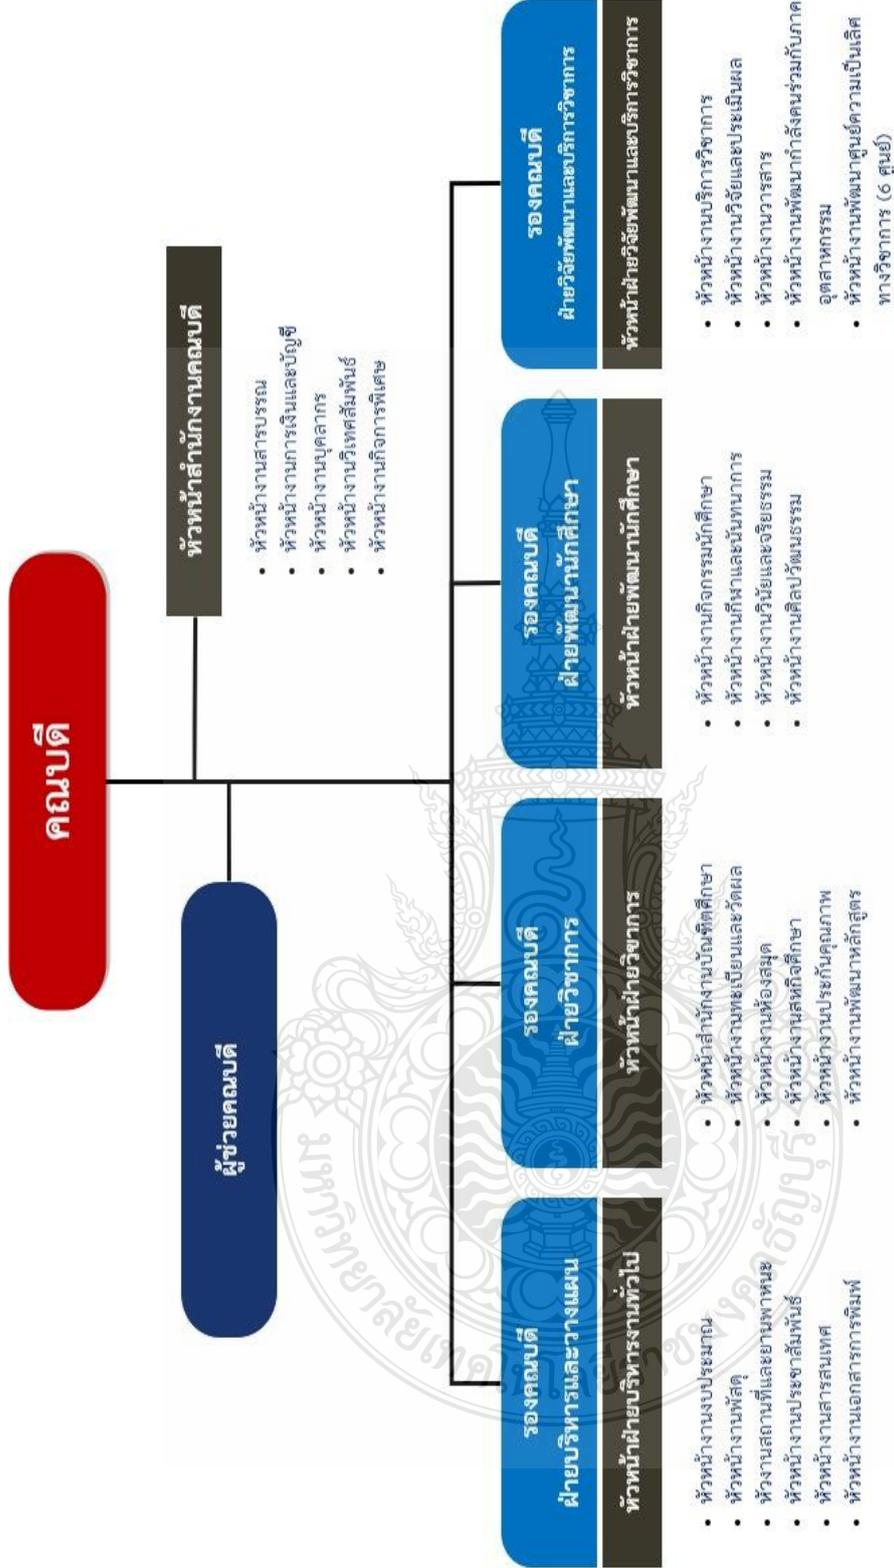 คณบดี
ผู้ช่วยคณบดี
หัวหน้าสำนักงานคณบดี
• หัวหน้างานสารบรรณ
• หัวหน้างานการเงินและบัญชี
• หัวหน้างานบุคลากร
• หัวหน้างานวิเทศสัมพันธ์
• หัวหน้างานกิจการพิเศษ
รองคณบดี
ฝ่ายบริหารและวางแผน
หัวหน้าฝ่ายบริหารงานทั่วไป
• หัวหน้างานงบประมาณ
• หัวหน้างานพัสดุ
• หัวงานสถานที่และยานพาหนะ
• หัวหน้างานประชาสัมพันธ์
• หัวหน้างานสารสนเทศ
• หัวหน้างานเอกสารการพิมพ์
รองคณบดี
ฝ่ายวิชาการ
หัวหน้าฝ่ายวิชาการ
• หัวหน้าสำนักงานบัณฑิตศึกษา
• หัวหน้างานทะเบียนและวัดผล
• หัวหน้างานห้องสมุด
• หัวหน้างานสหกิจศึกษา
• หัวหน้างานประกันคุณภาพ
• หัวหน้างานพัฒนาหลักสูตร
รองคณบดี
ฝ่ายพัฒนานักศึกษา
หัวหน้าฝ่ายพัฒนานักศึกษา
• หัวหน้างานกิจกรรมนักศึกษา
• หัวหน้างานกีฬาและนันทนาการ
• หัวหน้างานวินัยและจริยธรรม
• หัวหน้างานศิลปวัฒนธรรม
รองคณบดี
ฝ่ายวิจัยพัฒนาและบริการวิชาการ
หัวหน้าฝ่ายวิจัยพัฒนาและบริการวิชาการ
• หัวหน้างานบริการวิชาการ
• หัวหน้างานวิจัยและประเมินผล
• หัวหน้างานวารสาร
• หัวหน้างานพัฒนากำลังคนร่วมกับภาค
อุตสาหกรรม
• หัวหน้างานพัฒนาศูนย์ความเป็นเลิศ
ทางวิชาการ (6 ศูนย์)
มหาวิทยาลัยเทคโนโลยีราชมงคลธัญบุรี